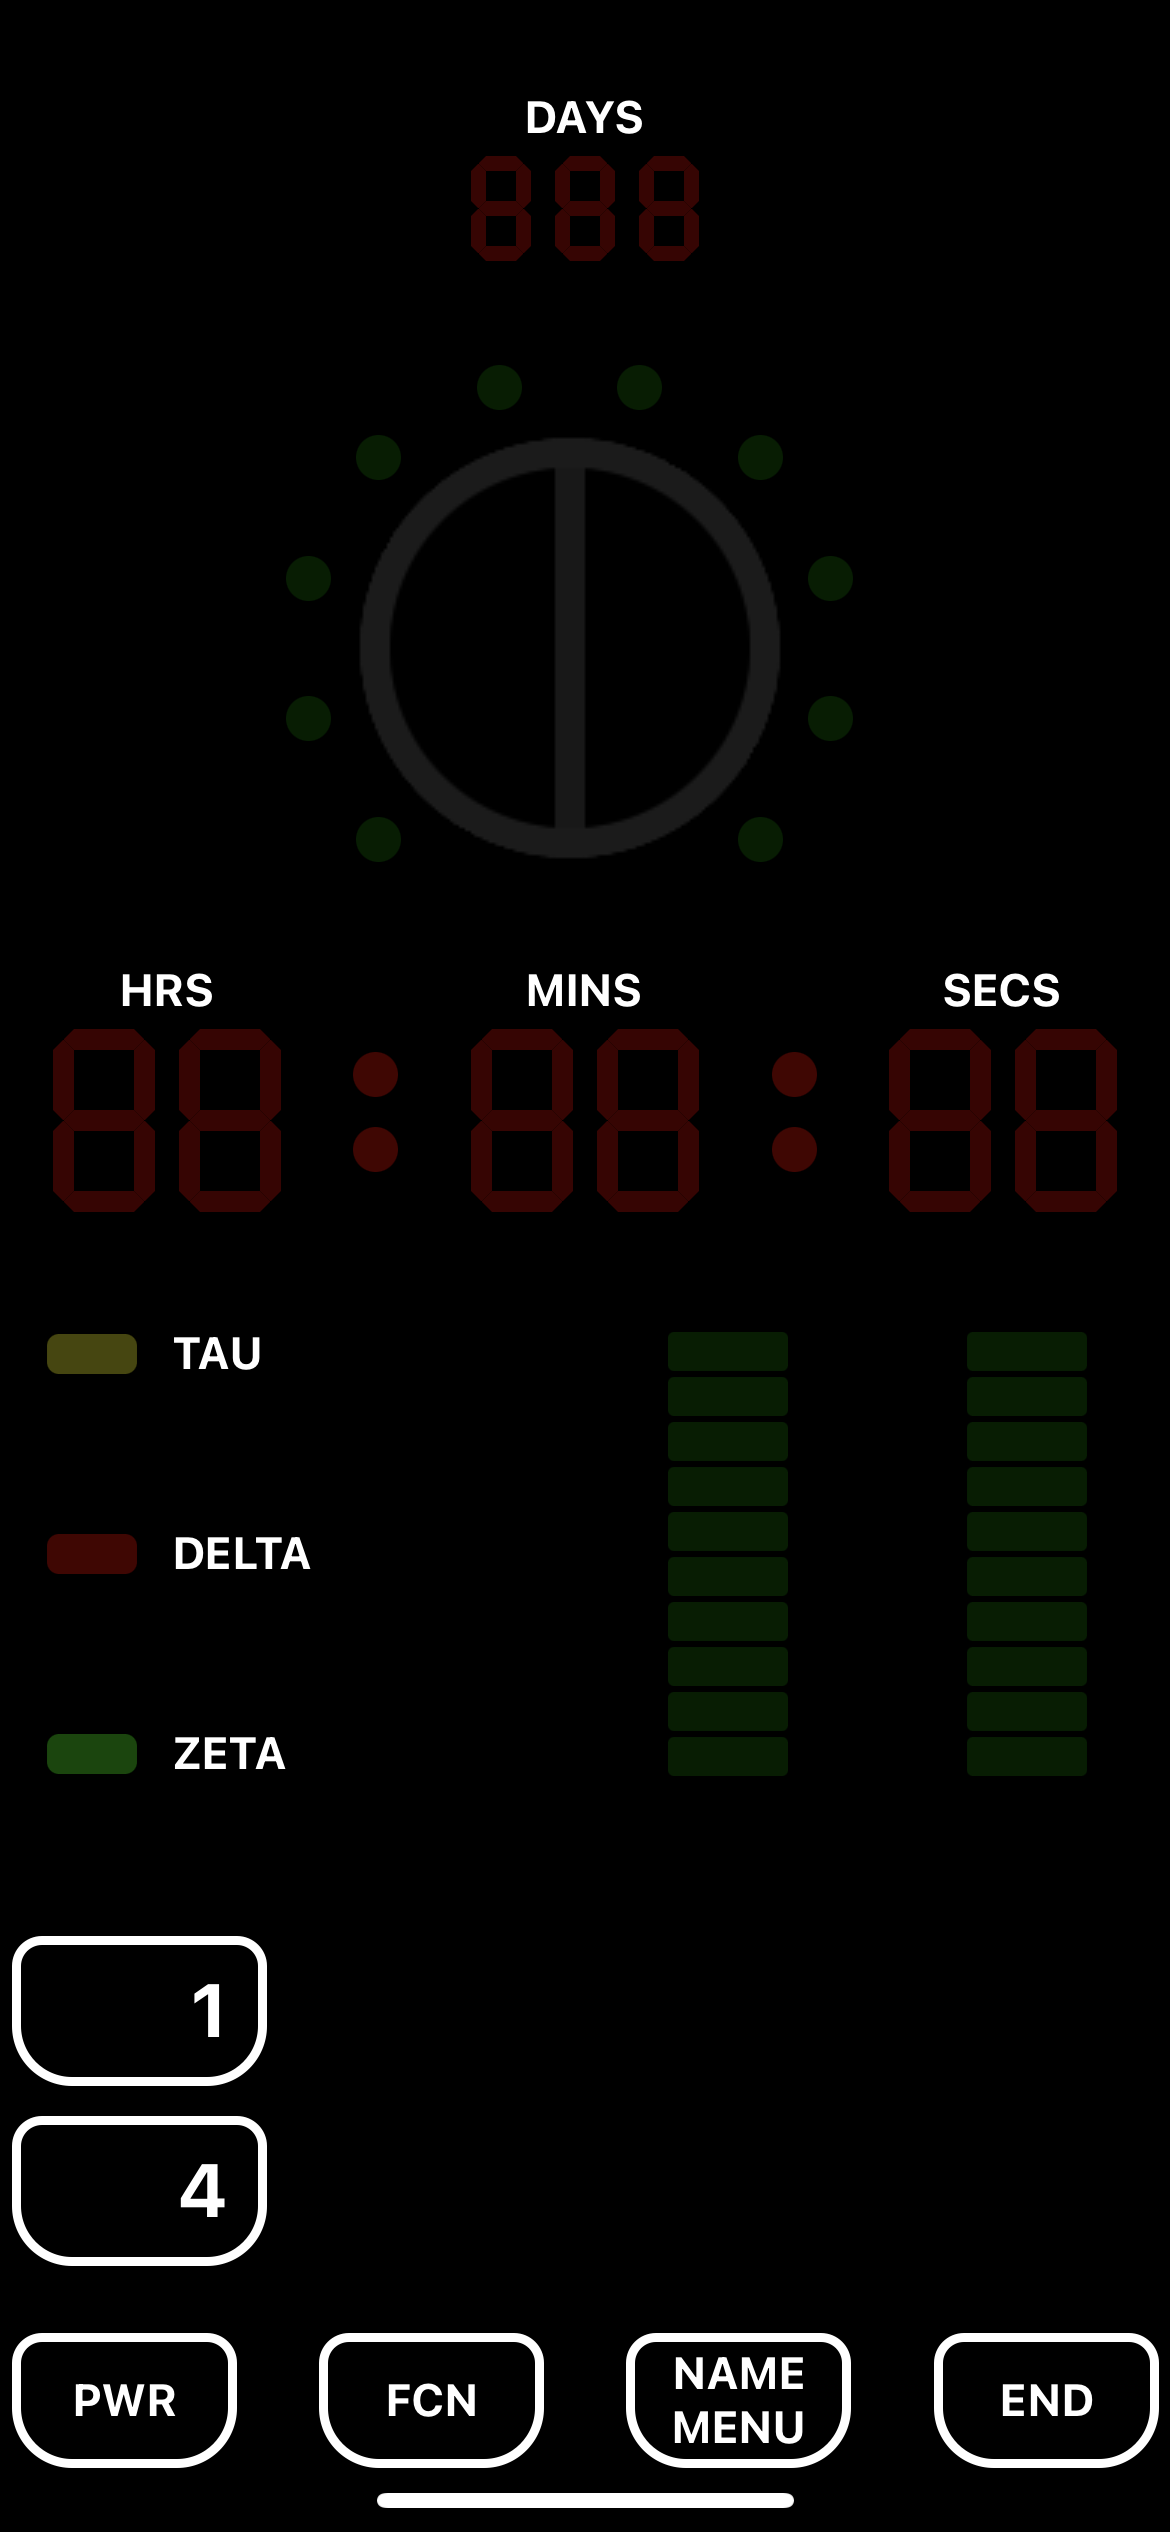 DAYS
888
HRS MINS SECS
88:88:88
TAU
DELTA
ZETA
1
4
PWR FCN NAME MENU END